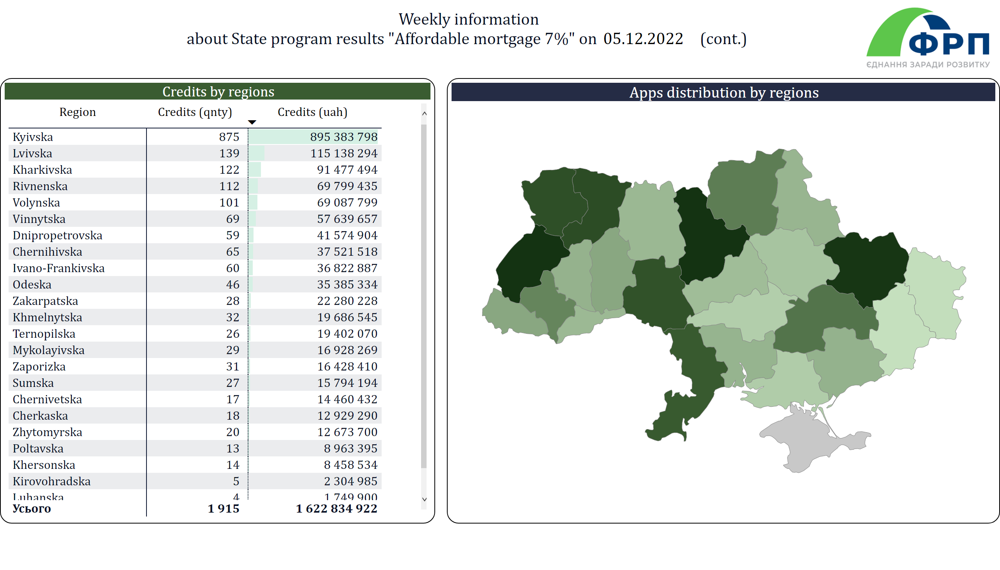 Weekly information
about State program results "Affordable mortgage 7%" on 05.12.2022 (cont.)
ФРП
ЄДНАННЯ ЗАРАДИ РОЗВИТКУ
Credits by regions
Region Credits (qnty) Credits (uah)
Kyivska 875 895 383 798
Lvivska 139 115 138 294
Kharkivska 122 91 477 494
Rivnenska 112 69 799 435
Volynska 101 69 087 799
Vinnytska 69 57 639 657
Dnipropetrovska 59 41 574 904
Chernihivska 65 37 521 518
Ivano-Frankivska 60 36 822 887
Odeska 46 35 385 334
Zakarpatska 28 22 280 228
Khmelnytska 32 19 686 545
Ternopilska 26 19 402 070
Mykolayivska 29 16 928 269
Zaporizka 31 16 428 410
Sumska 27 15 794 194
Chernivetska 17 14 460 432
Cherkaska 18 12 929 290
Zhytomyrska 20 12 673 700
Poltavska 13 8 963 395
Khersonska 14 8 458 534
Kirovohradska 5 2 304 985
Luhanska 4 1 749 900
Усього 1 915 1 622 834 922
Apps distribution by regions